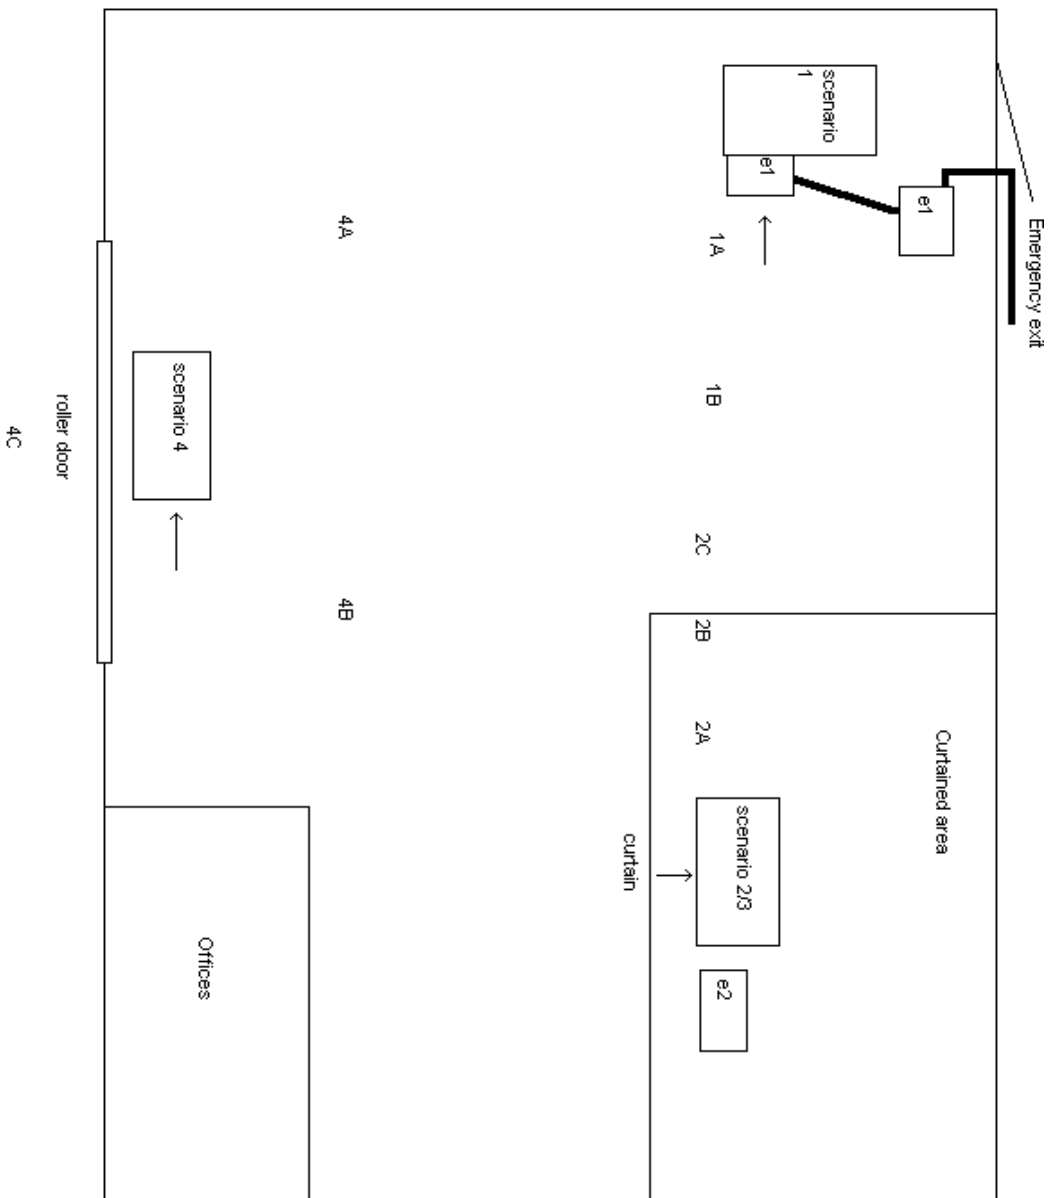 Emergency exit
Curtained area
e1
scenario
1
e1
scenario 2/3
e2
1A
1B
2C
2B
2A
curtain
4A
4B
Offices
scenario 4
roller door
4C